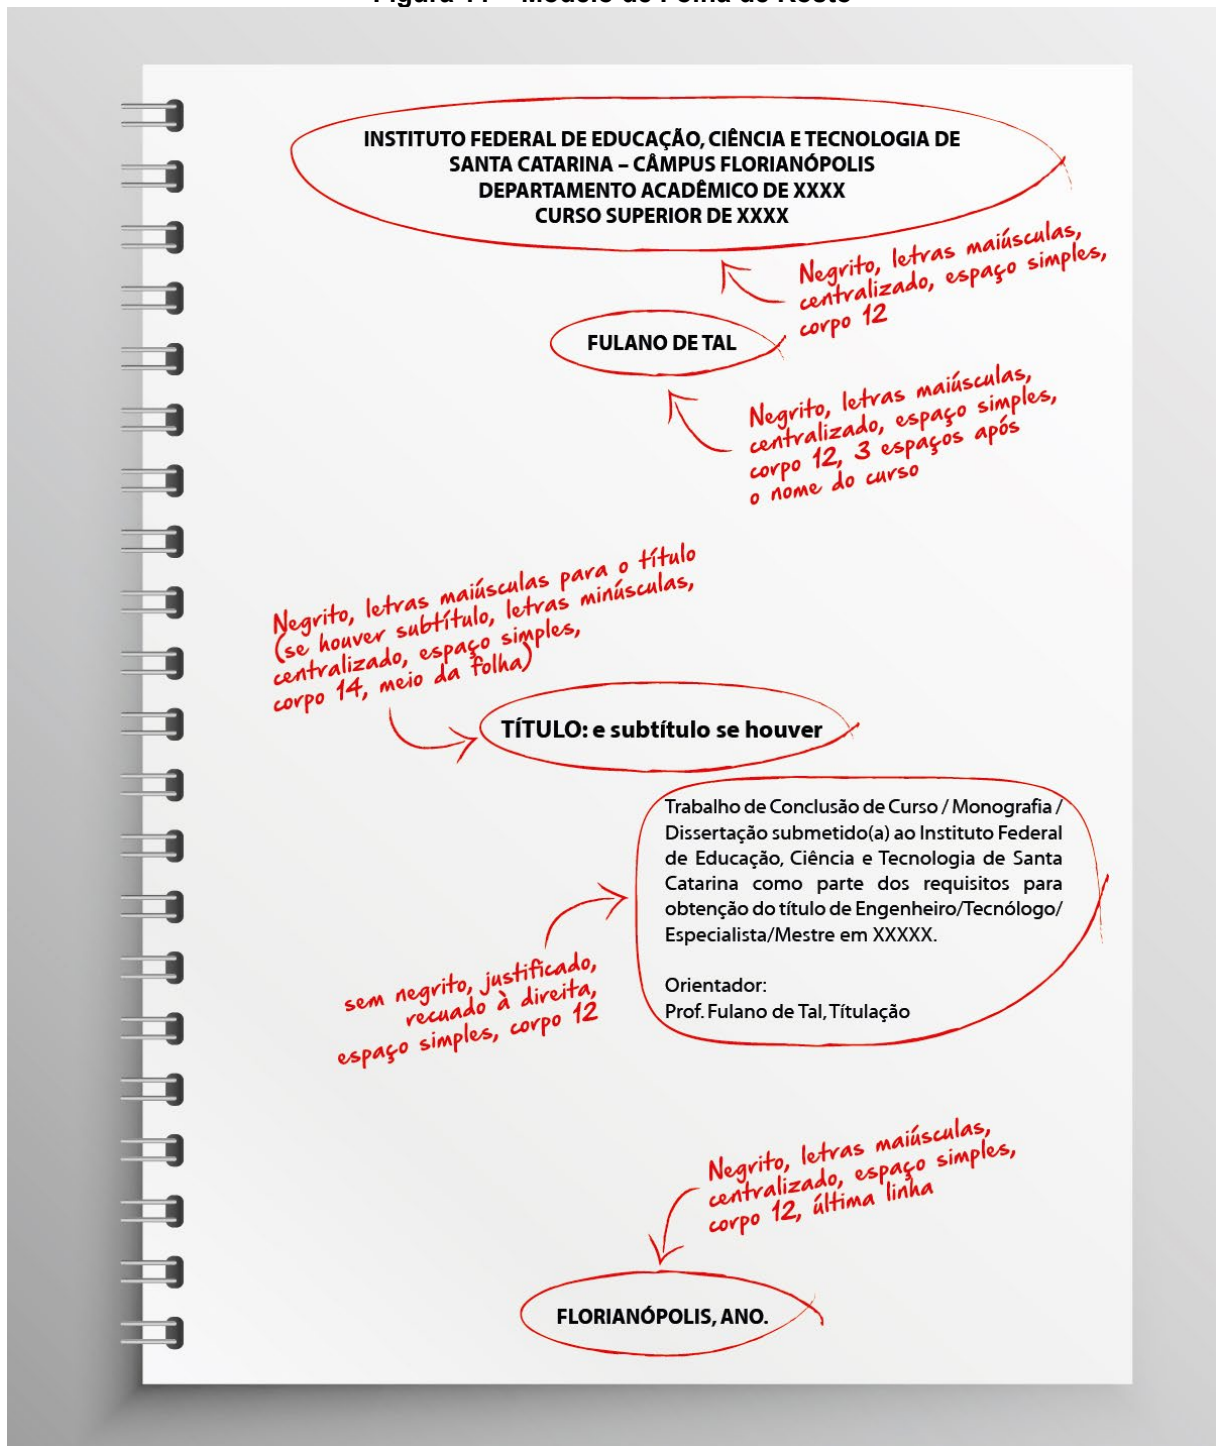 INSTITUTO FEDERAL DE EDUCAÇÃO, CIÊNCIA E TECNOLOGIA DE
SANTA CATARINA – CÂMPUS FLORIANÓPOLIS
DEPARTAMENTO ACADÊMICO DE XXXX
CURSO SUPERIOR DE XXXX
Negrito, letras maiúsculas,
centralizado, espaço simples,
corpo 12
FULANO DE TAL
Negrito, letras maiúsculas,
centralizado, espaço simples,
corpo 12, 3 espaços após
o nome do curso
Negrito, letras maiúsculas para o título
(se houver subtítulo, letras minúsculas,
centralizado, espaço simples,
corpo 14, meio da folha)
TÍTULO: e subtítulo se houver
Trabalho de Conclusão de Curso / Monografia /
Dissertação submetido(a) ao Instituto Federal
de Educação, Ciência e Tecnologia de Santa
Catarina como parte dos requisitos para
obtenção do título de Engenheiro/Tecnólogo/
Especialista/Mestre em XXXXX.
Orientador:
Prof. Fulano de Tal, Títulação
sem negrito, justificado,
recuado à direita,
espaço simples, corpo 12
Negrito, letras maiúsculas,
centralizado, espaço simples,
corpo 12, última linha
FLORIANÓPOLIS, ANO.